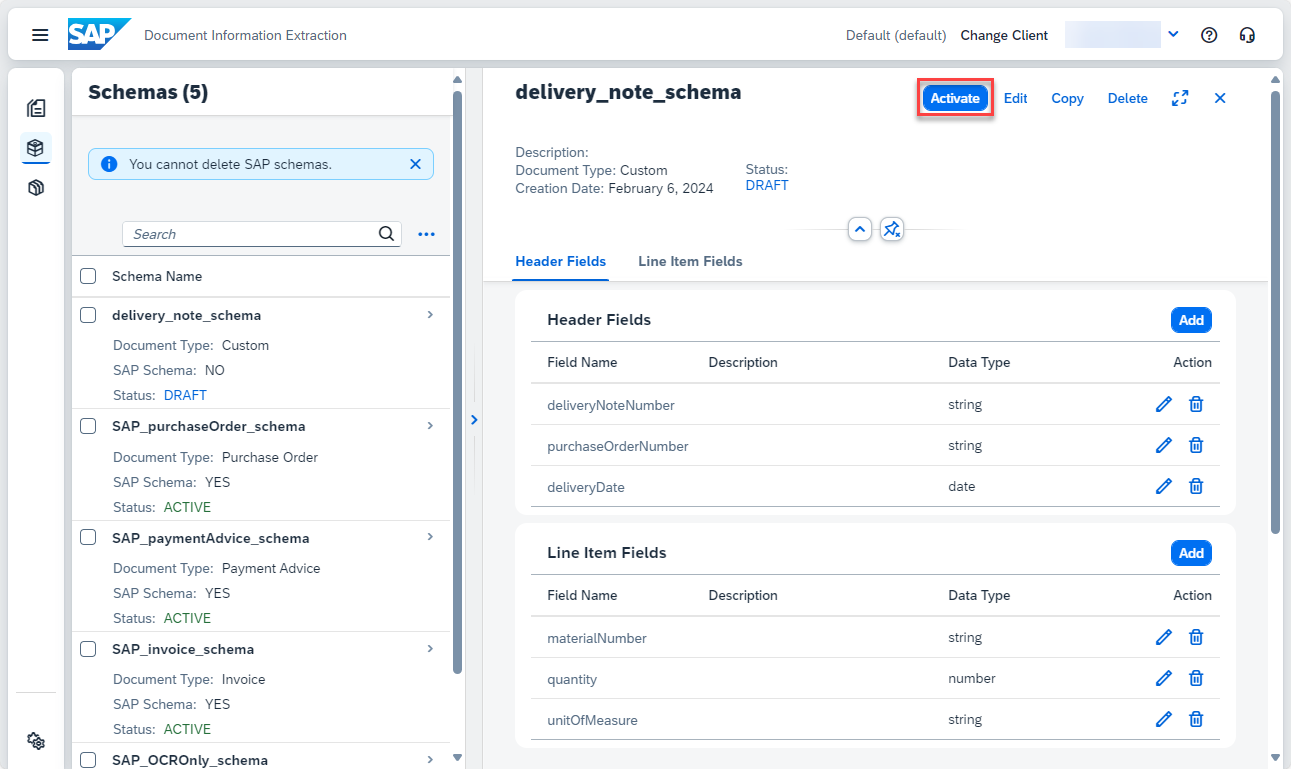 SAP
Document Information Extraction
Default (default)
Change Client
Schemas (5)
You cannot delete SAP schemas.
Search
Schema Name
delivery_note_schema
Document Type: Custom
SAP Schema: NO
Status: DRAFT
SAP_purchaseOrder_schema
Document Type: Purchase Order
SAP Schema: YES
Status: ACTIVE
SAP_paymentAdvice_schema
Document Type: Payment Advice
SAP Schema: YES
Status: ACTIVE
SAP_invoice_schema
Document Type: Invoice
SAP Schema: YES
Status: ACTIVE
SAP_OCROnly_schema
delivery_note_schema
Activate Edit Copy Delete
Description:
Document Type: Custom
Creation Date: February 6, 2024
Status:
DRAFT
Header Fields Line Item Fields
Header Fields Add
Field Name Description Data Type Action
deliveryNoteNumber string
purchaseOrderNumber string
deliveryDate date
Line Item Fields Add
Field Name Description Data Type Action
materialNumber string
quantity number
unitOfMeasure string